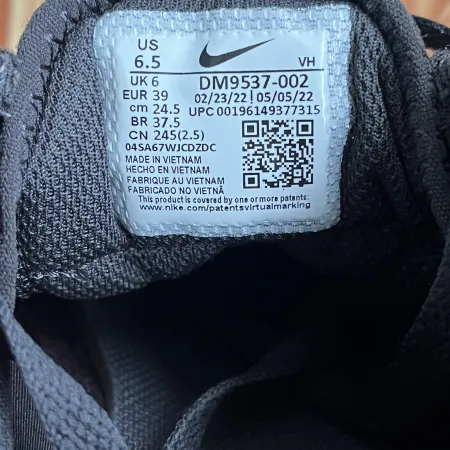 US
6.5
VH
UK 6
DM9537-002
EUR 39
02/23/22 | 05/05/22
cm 24.5
UPC 00196149377315
BR 37.5
CN 245(2.5)
04SA67WJCDZDC
MADE IN VIETNAM
HECHO EN VIETNAM
FABRIQUE AU VIETNAM
FABRICADO NO VIETNÃ
This product is covered by one or more patents:
www.nike.com/patentsvirtualmarking